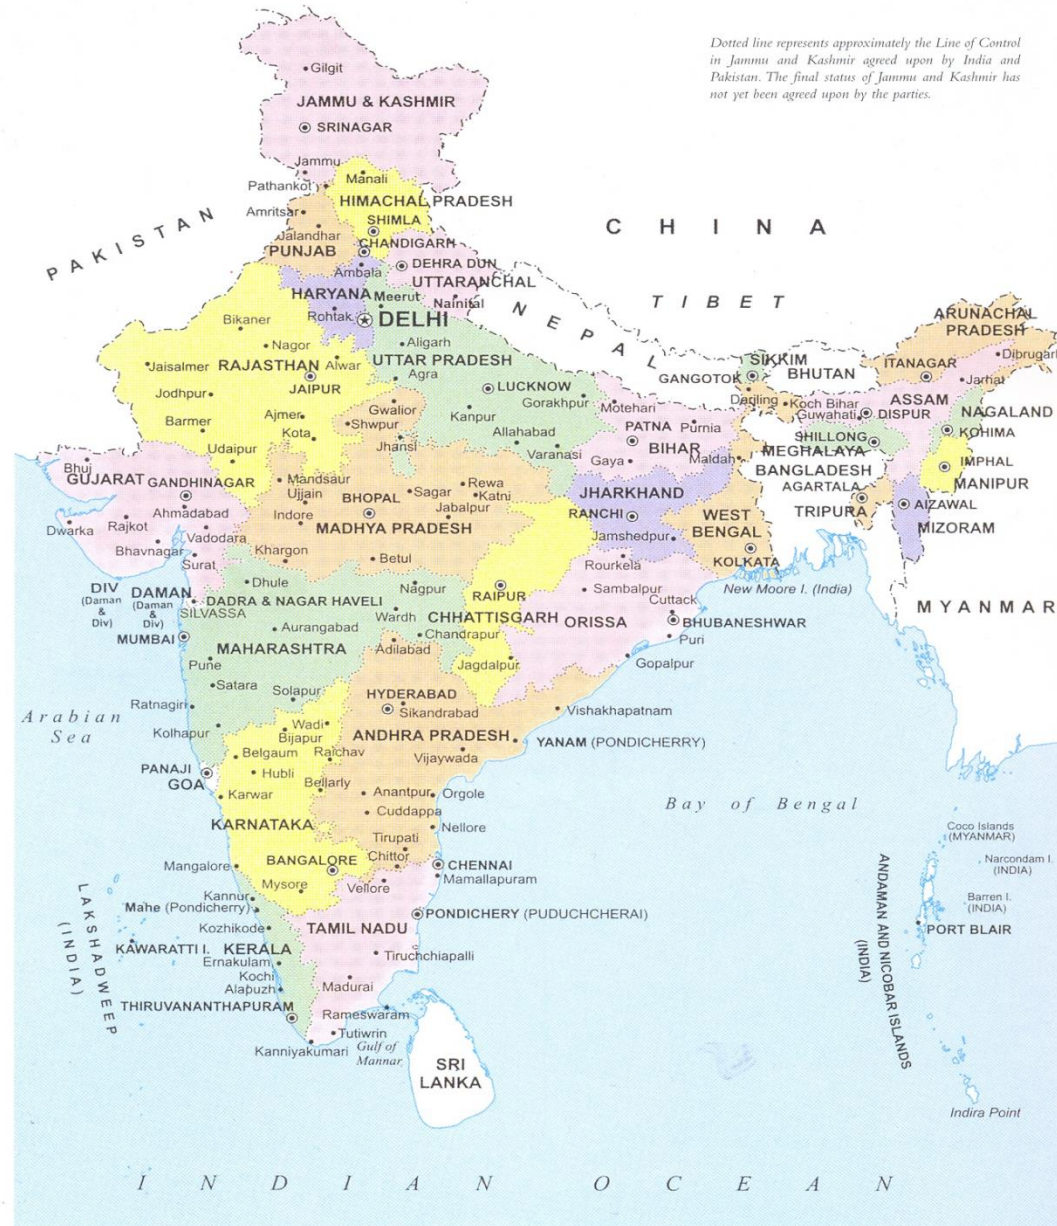 Dotted line represents approximately the Line of Control
in Jammu and Kashmir agreed upon by India and
Pakistan. The final status of Jammu and Kashmir has
not yet been agreed upon by the parties.
Gilgit
JAMMU & KASHMIR
SRINAGAR
Jammu
Pathankot
Manali
HIMACHAL PRADESH
Amritsar
SHIMLA
PAKISTAN
CHINA
Jalandhar
PUNJAB
CHANDIGARH
Ambala
DEHRA DUN
UTTARANCHAL
HARYANA
Meerut
Nainital
TIBET
NEPAL
Rohtak
DELHI
ARUNACHAL
PRADESH
Bikaner
Nagor
Aligarh
Dibrugarh
Jaisalmer
RAJASTHAN
Alwar
UTTAR PRADESH
SIKKIM
BHUTAN
ITANAGAR
Agra
GANGOTOK
Jarhat
JAIPUR
LUCKNOW
Jodhpur
Gorakhpur
Motehari
Darjling
Koch Bihar
ASSAM
Guwahati
DISPUR
NAGALAND
Gwalior
Kanpur
Barmer
Ajmer
Shwpur
PATNA
Purnia
KOHIMA
Kota
SHILLONG
Jhansi
Allahabad
Varanasi
BIHAR
MEGHALAYA
Udaipur
Gaya
Maldah
IMPHAL
Bhuj
BANGLADESH
GUJARAT
GANDHINAGAR
Mandsaur
Rewa
AGARTALA
MANIPUR
Ujjain
BHOPAL
Sagar
Katni
JHARKHAND
Ahmadabad
Indore
Jabalpur
RANCHI
WEST
BENGAL
TRIPURA
AIZAWAL
Dwarka
Rajkot
MADHYA PRADESH
MIZORAM
Vadodara
Jamshedpur
Bhavnagar
Khargon
Betul
KOLKATA
Surat
Rourkela
DIV
(Daman
&
Div)
DAMAN
(Daman
&
Div)
Dhule
Nagpur
RAIPUR
Sambalpur
New Moore I. (India)
DADRA & NAGAR HAVELI
Cuttack
MYANMAR
SILVASSA
Wardh
CHHATTISGARH
ORISSA
BHUBANESHWAR
MUMBAI
Aurangabad
Chandrapur
Puri
MAHARASHTRA
Adilabad
Pune
Jagdalpur
Gopalpur
Satara
Solapur
HYDERABAD
Ratnagiri
Sikandrabad
Vishakhapatnam
Arabian
Sea
Kolhapur
Wadi
Bijapur
ANDHRA PRADESH
YANAM (PONDICHERRY)
Belgaum
Raichav
Vijaywada
PANAJI
GOA
Hubli
Bellarly
Karwar
Anantpur
Orgole
Bay of Bengal
Cuddappa
KARNATAKA
Nellore
Coco Islands
(MYANMAR)
Tirupati
Mangalore
BANGALORE
Chittor
CHENNAI
Narcondam I.
(INDIA)
Mysore
Vellore
Mamallapuram
Kannur
Barren I.
(INDIA)
Mahe (Pondicherry)
PONDICHERY (PUDUCHCHERAI)
LAKSHADWEEP
(INDIA)
Kozhikode
TAMIL NADU
PORT BLAIR
KAWARATTI I.
KERALA
Tiruchchiapalli
ANDAMAN AND NICOBAR ISLANDS
(INDIA)
Ernakulam
Kochi
Alapuzh
Madurai
THIRUVANANTHAPURAM
Rameswaram
Tutiwrin
Kanniyakumari
Gulf of
Mannar
SRI
LANKA
Indira Point
INDIAN OCEAN